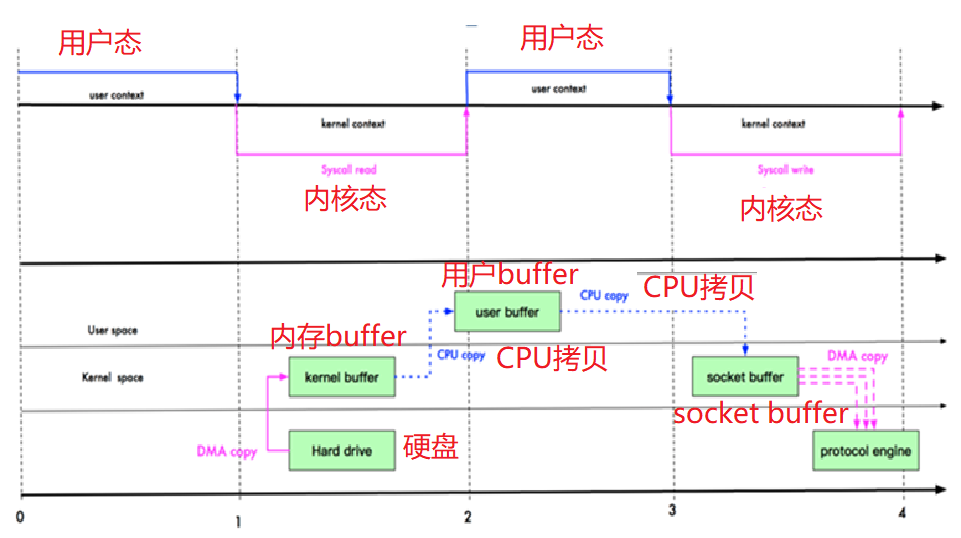 用户态
用户态
user context
user context
kernel context
kernel context
Syscall read
Syscall write
内核态
内核态
用户buffer
CPU copy
CPU拷贝
user buffer
User space
内存buffer
CPU copy
CPU拷贝
DMA copy
Kernel space
kernel buffer
socket buffer
socket buffer
DMA copy
Hard drive
硬盘
protocol engine
0
1
2
3
4